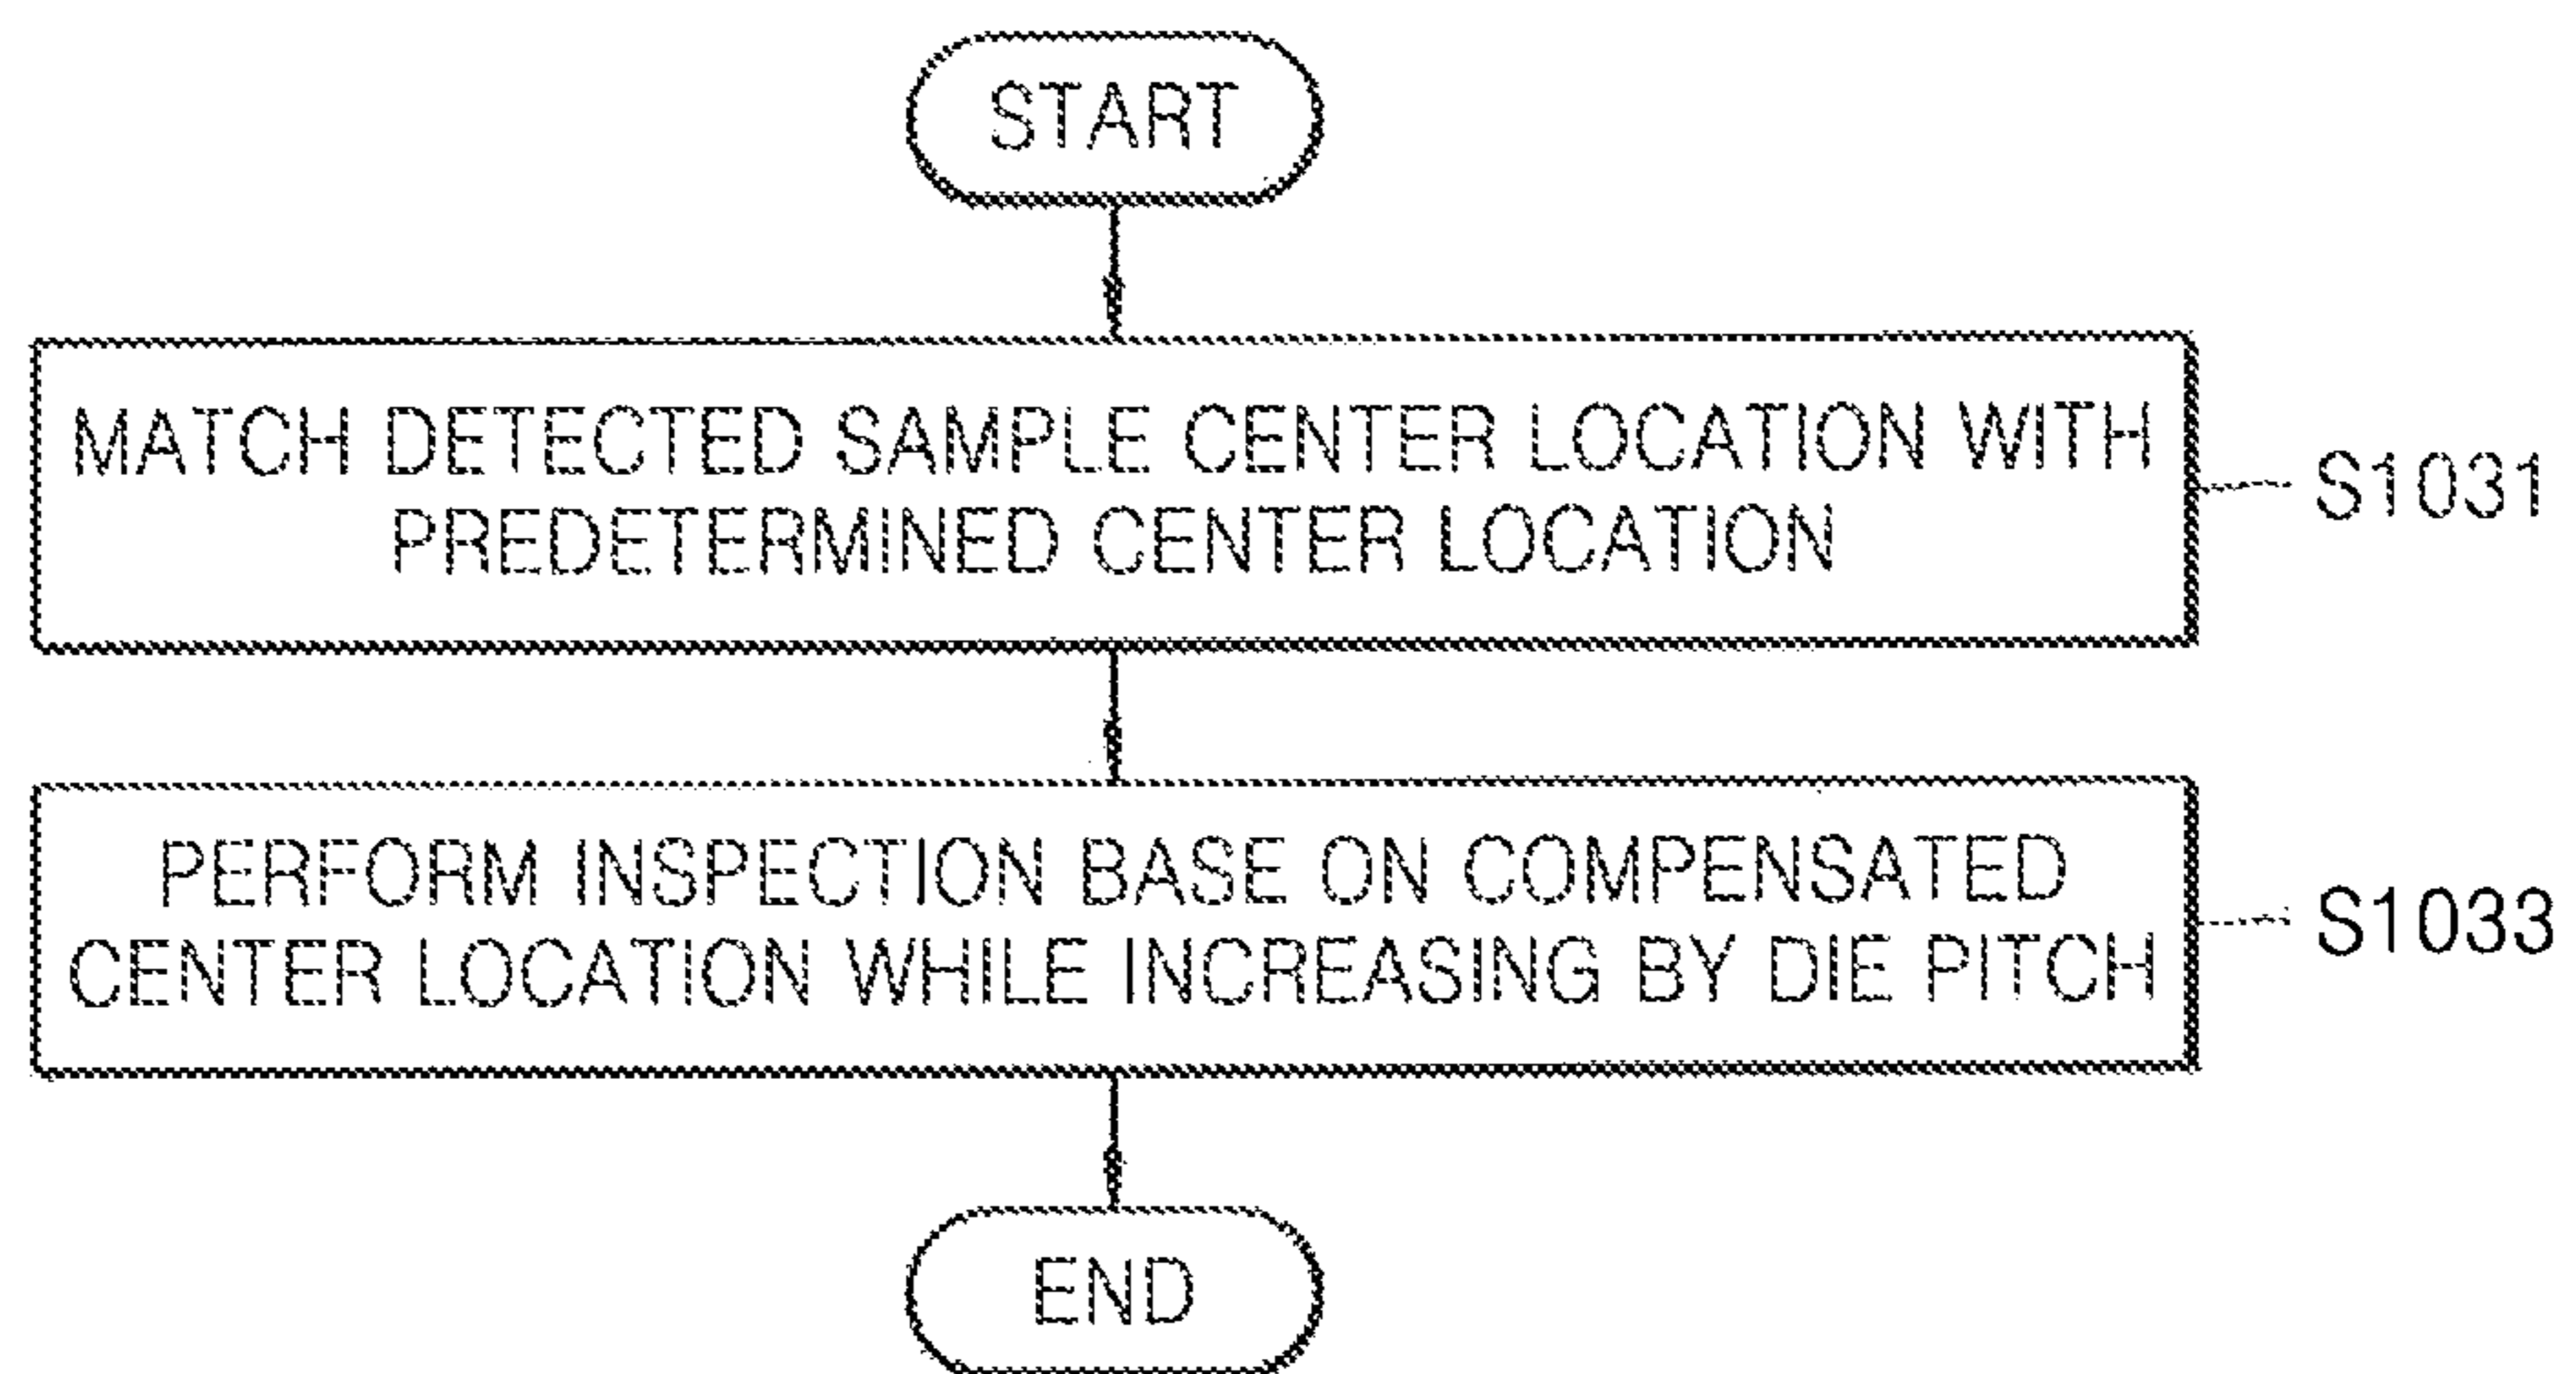 START
MATCH DETECTED SAMPLE CENTER LOCATION WITH
PREDETERMINED CENTER LOCATION
S1031
PERFORM INSPECTION BASE ON COMPENSATED
CENTER LOCATION WHILE INCREASING BY DIE PITCH
S1033
END